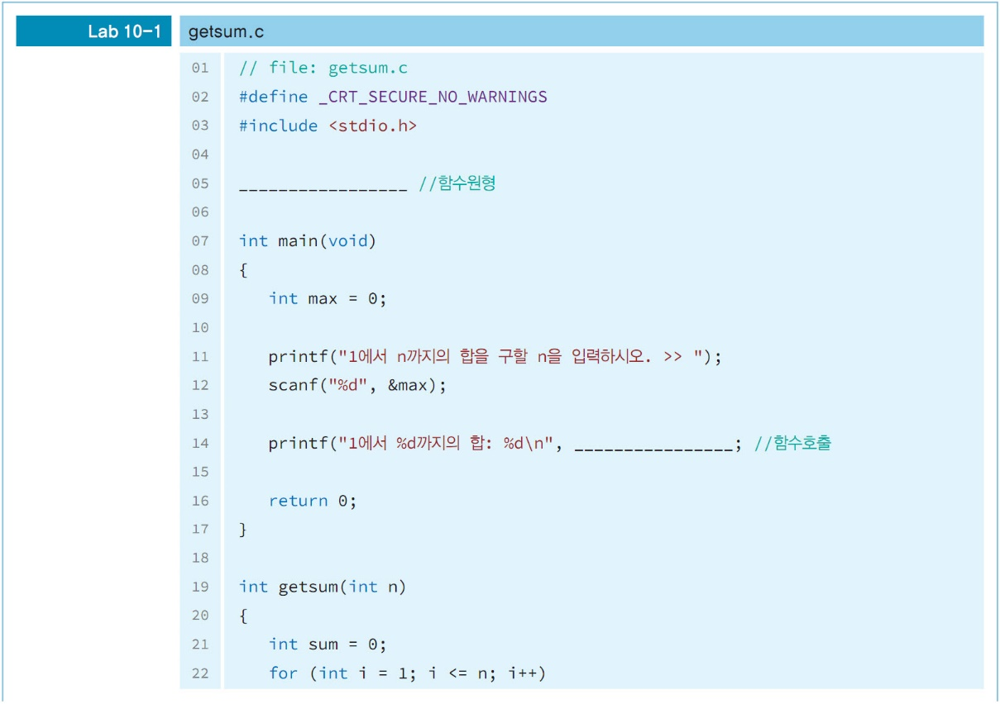 Lab 10-1 getsum.c
01 // file: getsum.c
02 #define _CRT_SECURE_NO_WARNINGS
03 #include <stdio.h>
04
05 _________________ //함수원형
06
07 int main(void)
08 {
09 int max = 0;
10
11 printf("1에서 n까지의 합을 구할 n을 입력하시오. >> ");
12 scanf("%d", &max);
13
14 printf("1에서 %d까지의 합: %d\n", ________________; //함수호출
15
16 return 0;
17 }
18
19 int getsum(int n)
20 {
21 int sum = 0;
22 for (int i = 1; i <= n; i++)